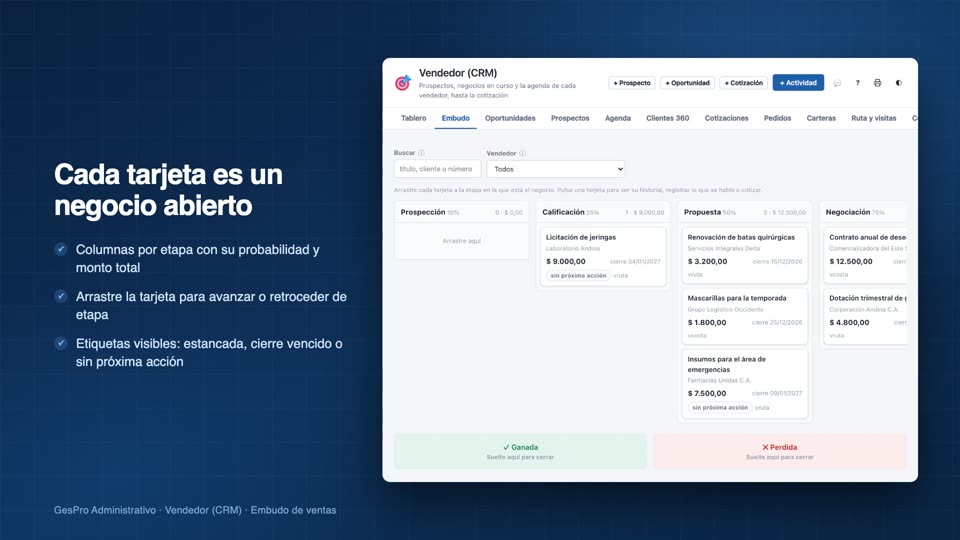 Cada tarjeta es un
negocio abierto
Columnas por etapa con su probabilidad y
monto total
Arrastre la tarjeta para avanzar o retroceder de
etapa
Etiquetas visibles: estancada, cierre vencido o
sin próxima acción
GesPro Administrativo · Vendedor (CRM) · Embudo de ventas
Vendedor (CRM)
Prospectos, negocios en curso y la agenda de cada
vendedor, hasta la cotización
+ Prospecto
+ Oportunidad
+ Cotización
+ Actividad
?
Tablero
Embudo
Oportunidades
Prospectos
Agenda
Clientes 360
Cotizaciones
Pedidos
Carteras
Ruta y visitas
Buscar
Vendedor
título, cliente o número
Todos
Arrastre cada tarjeta a la etapa en la que está el negocio. Pulse una tarjeta para ver su historial, registrar lo que se habló o cotizar.
Prospección 10% 0 · $ 0,00
Arrastre aquí
Calificación 25% 1 · $ 9.000,00
Licitación de jeringas
Laboratorio Andino
$ 9.000,00 cierre 04/01/2027
sin próxima acción vruta
Propuesta 50% 3 · $ 12.500,00
Renovación de batas quirúrgicas
Servicios Integrales Delta
$ 3.200,00 cierre 15/12/2026
vruta
Mascarillas para la temporada
Grupo Logístico Occidente
$ 1.800,00 cierre 25/12/2026
vcosta
Insumos para el área de
emergencias
Farmacias Unidas C.A.
$ 7.500,00 cierre 09/01/2027
sin próxima acción vruta
Negociación 75%
Contrato anual de
Comercializadora del Este
$ 12.500,00
vcosta
Dotación trimestral de
Corporación Andina C.A.
$ 4.800,00
vruta
✓ Ganada
Suelte aquí para cerrar
✕ Perdida
Suelte aquí para cerrar